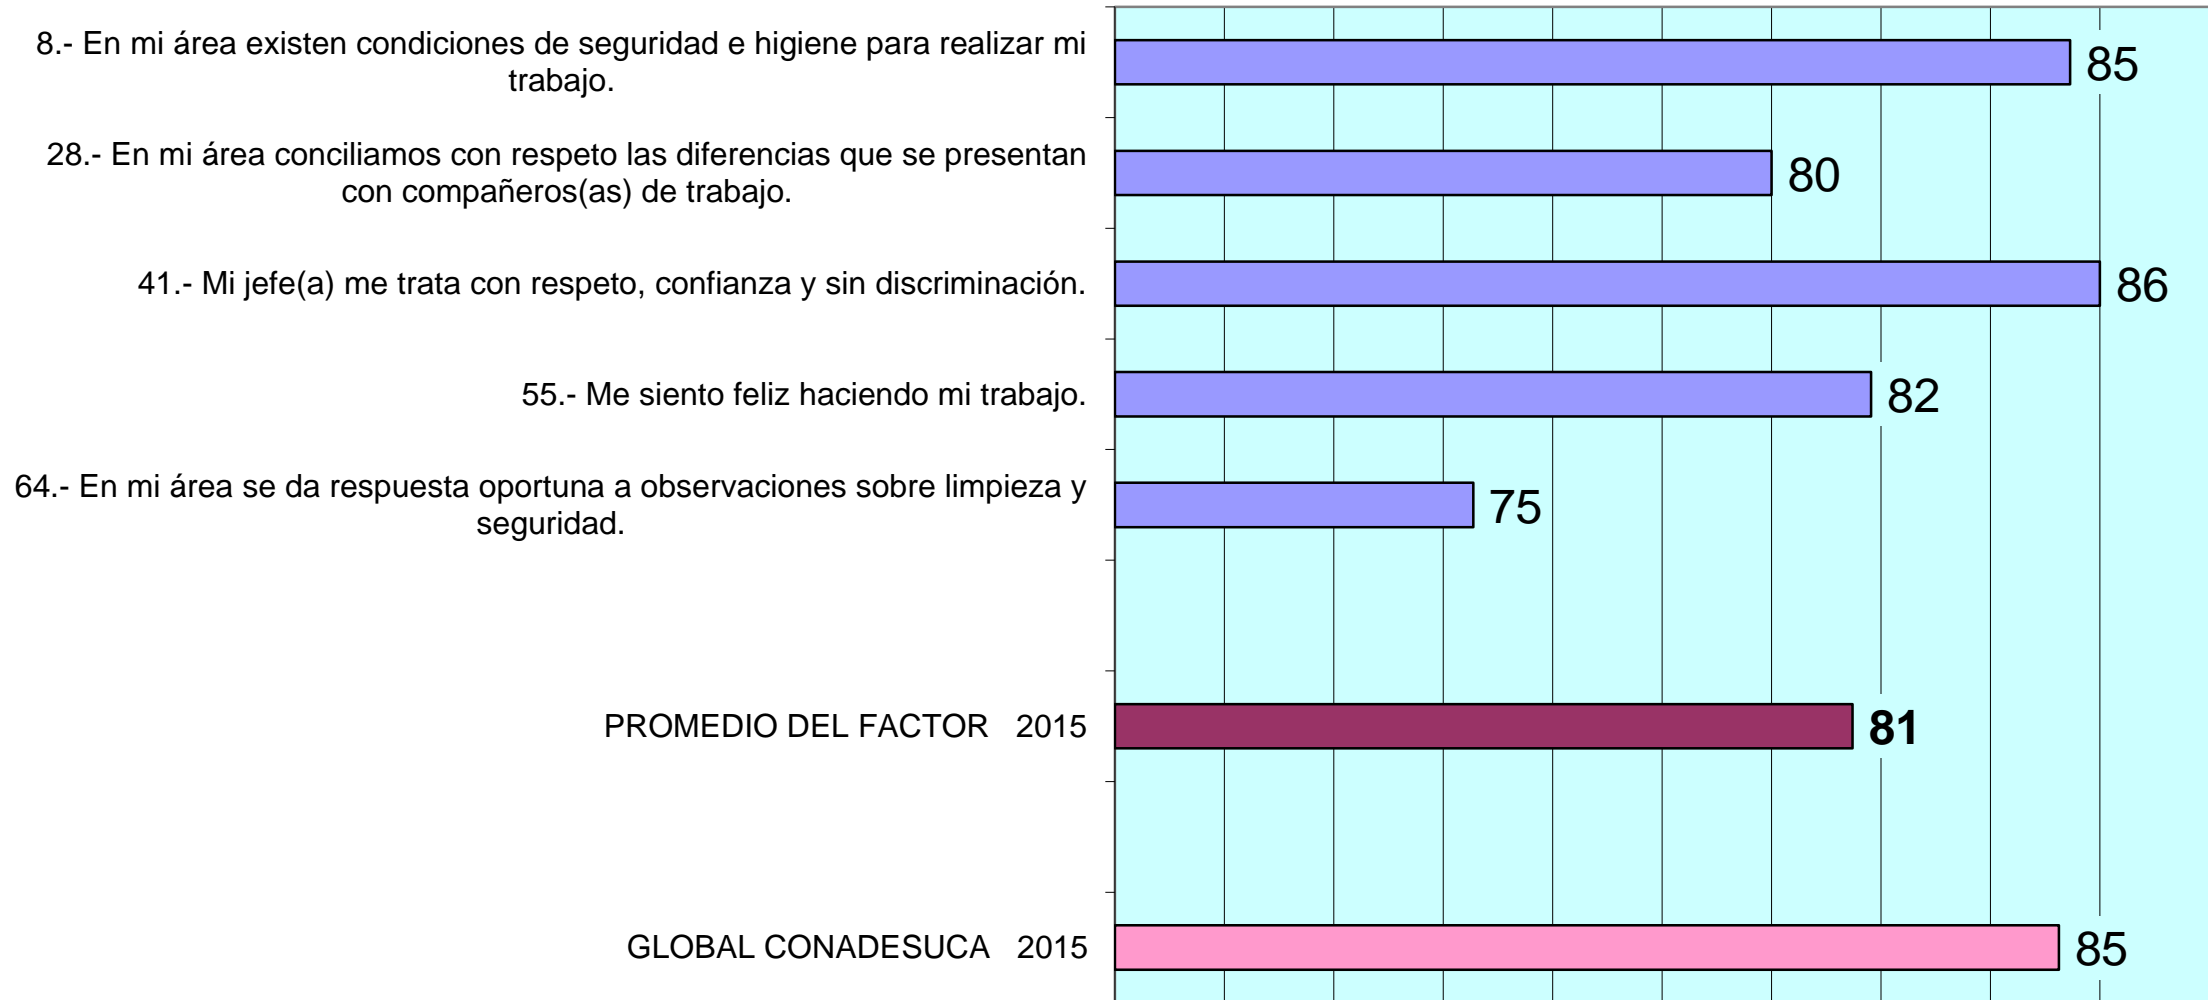 8.- En mi área existen condiciones de seguridad e higiene para realizar mi
trabajo.
85
28.- En mi área conciliamos con respeto las diferencias que se presentan
con compañeros(as) de trabajo.
80
41.- Mi jefe(a) me trata con respeto, confianza y sin discriminación.
86
55.- Me siento feliz haciendo mi trabajo.
82
64.- En mi área se da respuesta oportuna a observaciones sobre limpieza y
seguridad.
75
PROMEDIO DEL FACTOR 2015
81
GLOBAL CONADESUCA 2015
85